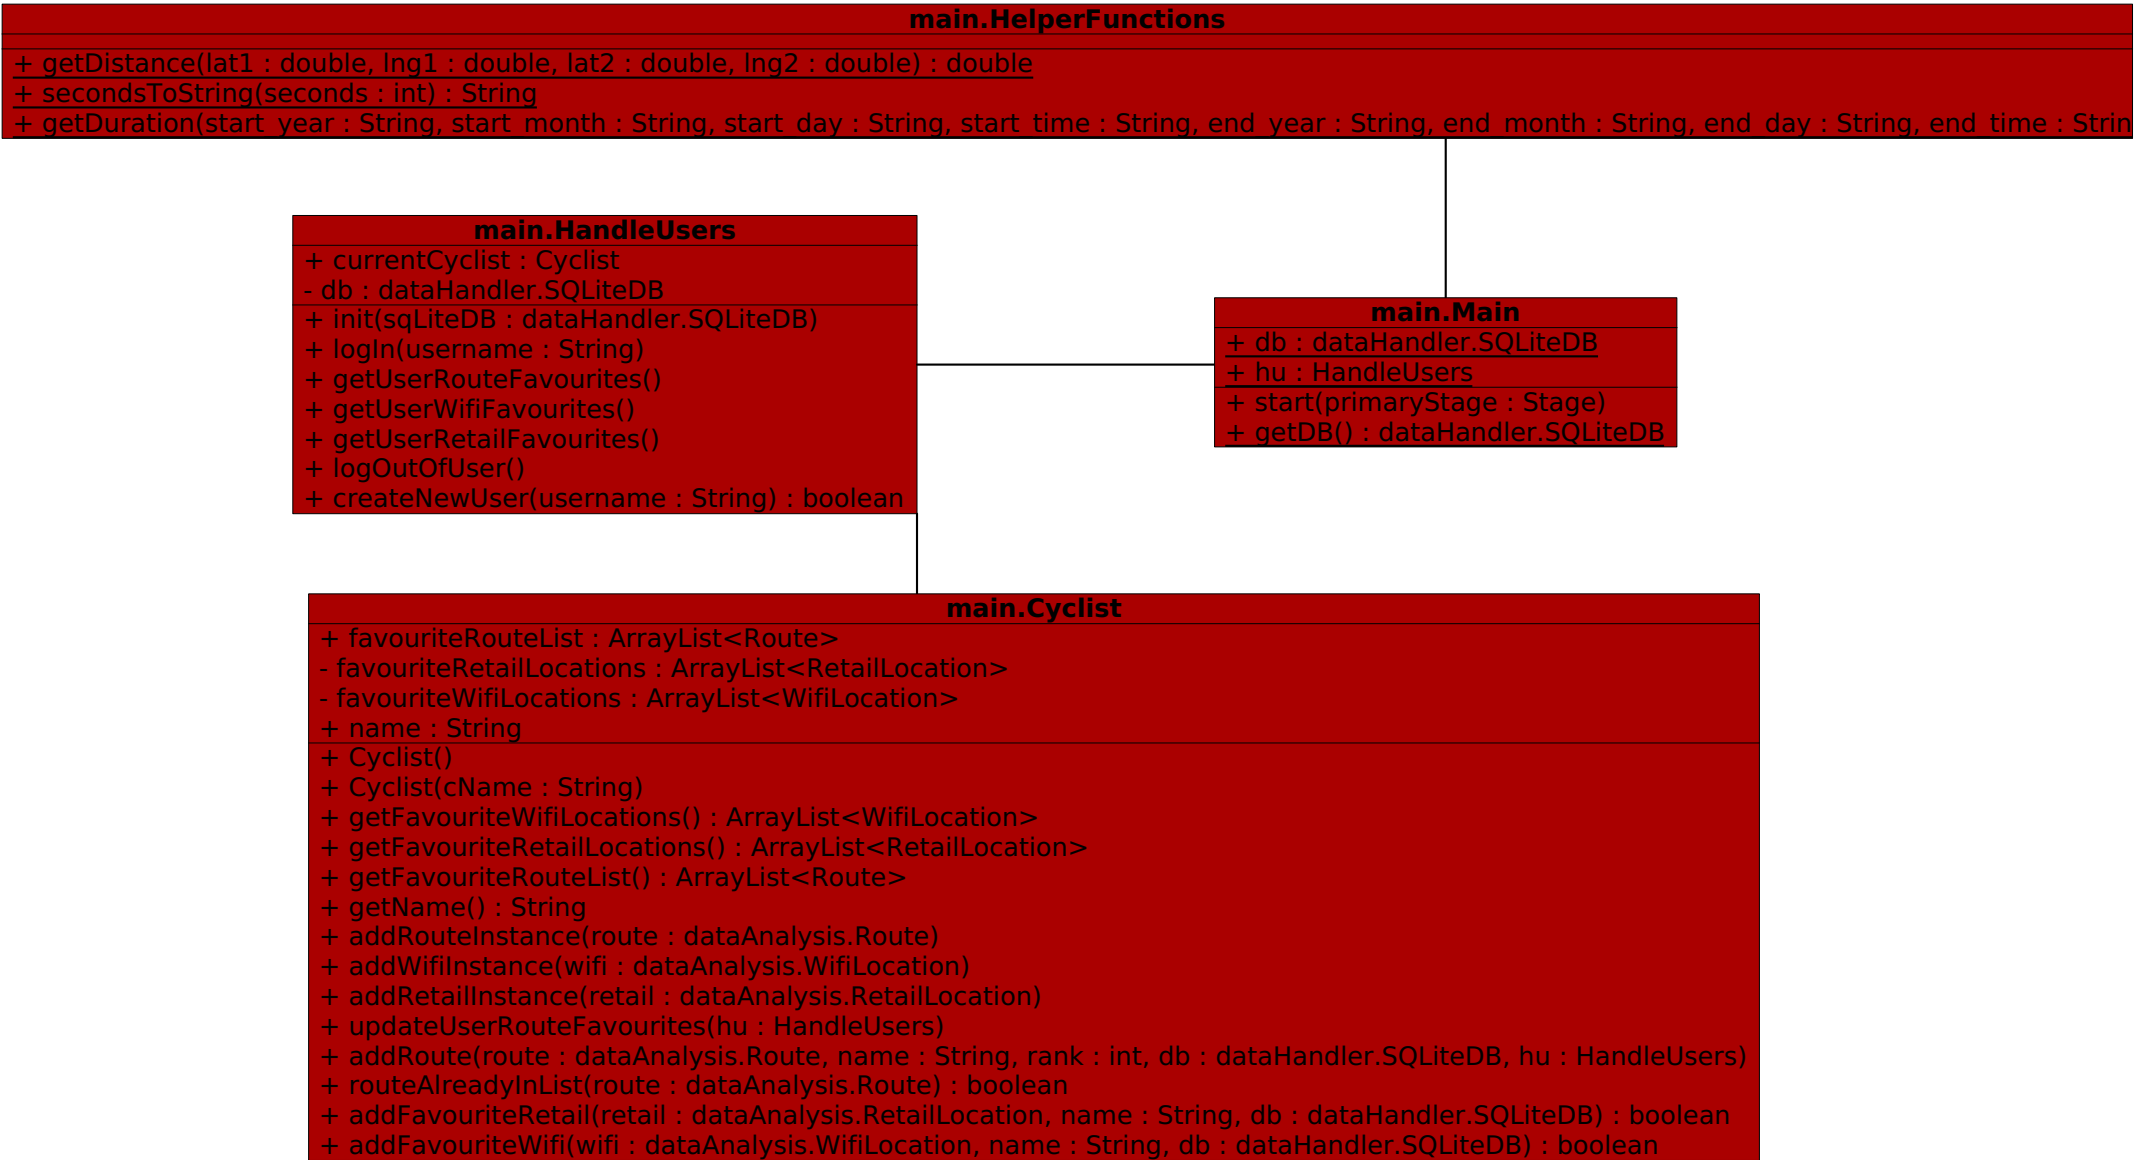 main.HelperFunctions
+ getDistance(lat1 : double, lng1 : double, lat2 : double, lng2 : double) : double
+ secondsToString(seconds : int) : String
+ getDuration(start_year : String, start_month : String, start_day : String, start_time : String, end_year : String, end_month : String, end_day : String, end_time : Strin
main.HandleUsers
+ currentCyclist : Cyclist
- db : dataHandler.SQLiteDB
+ init(sqLiteDB : dataHandler.SQLiteDB)
+ logIn(username : String)
+ getUserRouteFavourites()
+ getUserWifiFavourites()
+ getUserRetailFavourites()
+ logOutOfUser()
+ createNewUser(username : String) : boolean
main.Main
+ db : dataHandler.SQLiteDB
+ hu : HandleUsers
+ start(primaryStage : Stage)
+ getDB() : dataHandler.SQLiteDB
main.Cyclist
+ favouriteRouteList : ArrayList<Route>
- favouriteRetailLocations : ArrayList<RetailLocation>
- favouriteWifiLocations : ArrayList<WifiLocation>
+ name : String
+ Cyclist()
+ Cyclist(cName : String)
+ getFavouriteWifiLocations() : ArrayList<WifiLocation>
+ getFavouriteRetailLocations() : ArrayList<RetailLocation>
+ getFavouriteRouteList() : ArrayList<Route>
+ getName() : String
+ addRouteInstance(route : dataAnalysis.Route)
+ addWifiInstance(wifi : dataAnalysis.WifiLocation)
+ addRetailInstance(retail : dataAnalysis.RetailLocation)
+ updateUserRouteFavourites(hu : HandleUsers)
+ addRoute(route : dataAnalysis.Route, name : String, rank : int, db : dataHandler.SQLiteDB, hu : HandleUsers)
+ routeAlreadyInList(route : dataAnalysis.Route) : boolean
+ addFavouriteRetail(retail : dataAnalysis.RetailLocation, name : String, db : dataHandler.SQLiteDB) : boolean
+ addFavouriteWifi(wifi : dataAnalysis.WifiLocation, name : String, db : dataHandler.SQLiteDB) : boolean